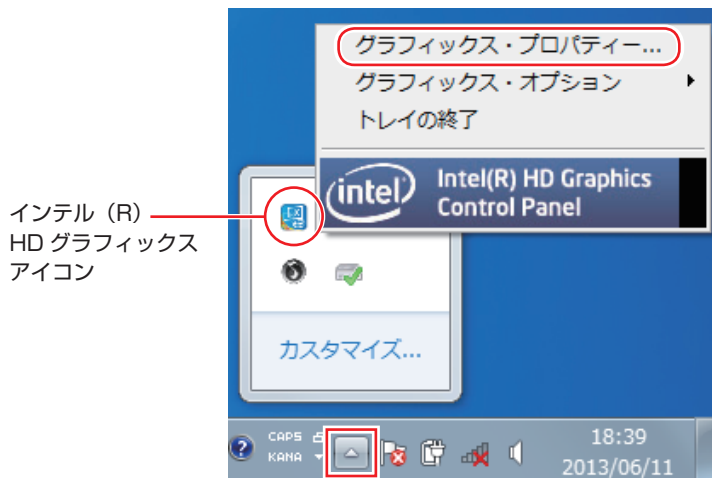 グラフィックス・プロパティー...
グラフィックス・オプション
トレイの終了
intel
Intel(R) HD Graphics
Control Panel
インテル（R）
HD グラフィックス
アイコン
カスタマイズ...
?
CAPS
KANA
18:39
2013/06/11